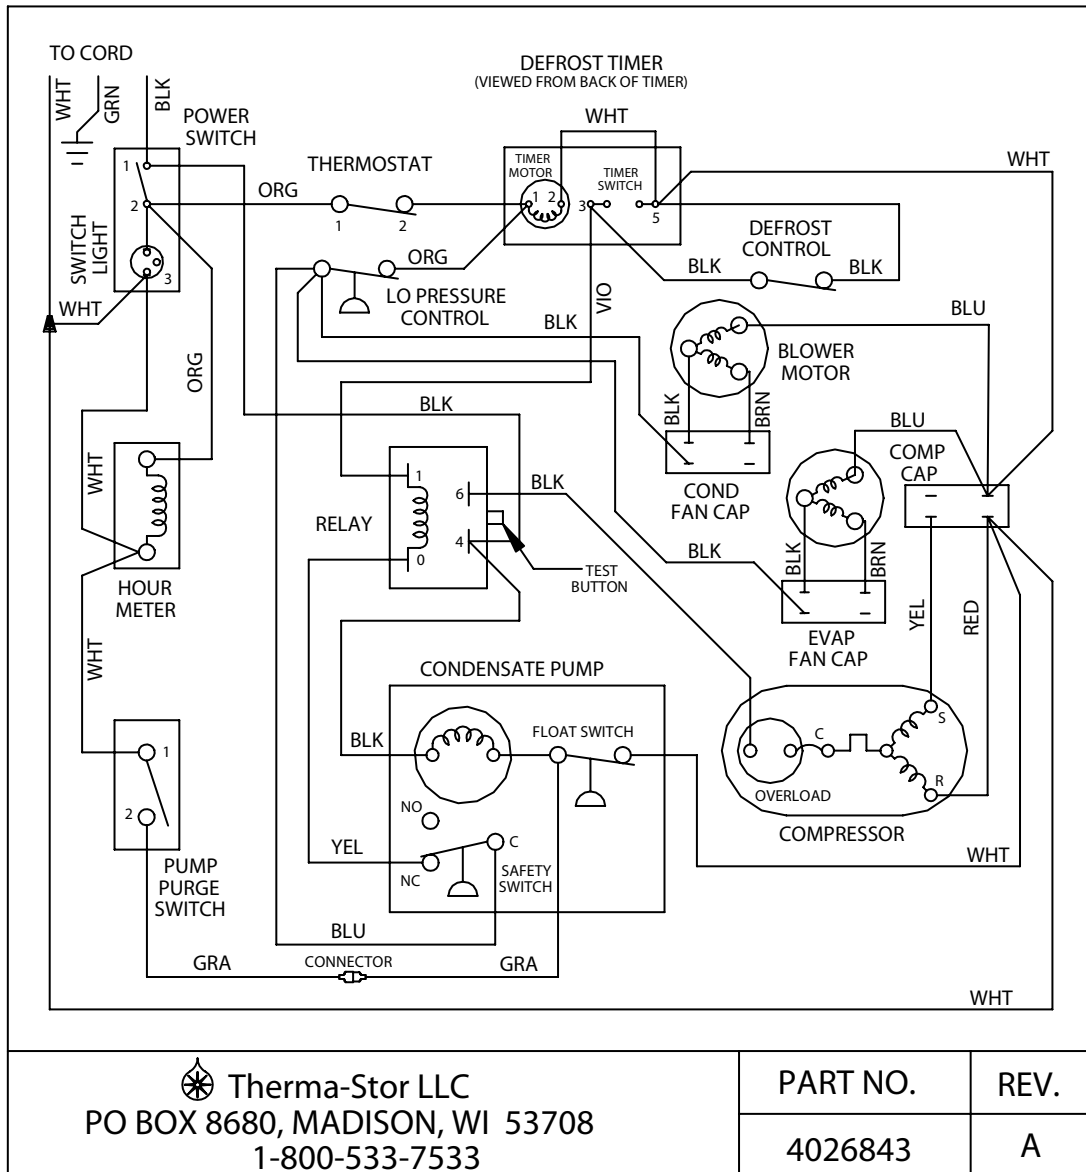 TO CORD
WHT
GRN
BLK
POWER
SWITCH
1
2
3
SWITCH
LIGHT
WHT
ORG
THERMOSTAT
1
2
DEFROST TIMER
(VIEWED FROM BACK OF TIMER)
WHT
TIMER
MOTOR
1
2
TIMER
SWITCH
3
5
WHT
DEFROST
CONTROL
BLK
BLK
ORG
LO PRESSURE
CONTROL
VIO
BLK
BLU
BLOWER
MOTOR
BLK
BRN
COND
FAN CAP
BLU
COMP
CAP
ORG
BLK
WHT
HOUR
METER
RELAY
1
0
6
4
BLK
TEST
BUTTON
BLK
BLK
BRN
EVAP
FAN CAP
YEL
RED
WHT
CONDENSATE PUMP
BLK
FLOAT SWITCH
NO
NC
C
SAFETY
SWITCH
YEL
C
S
R
OVERLOAD
COMPRESSOR
WHT
1
2
PUMP
PURGE
SWITCH
BLU
GRA
CONNECTOR
GRA
WHT
Therma-Stor LLC
PO BOX 8680, MADISON, WI 53708
1-800-533-7533
PART NO.
4026843
REV.
A